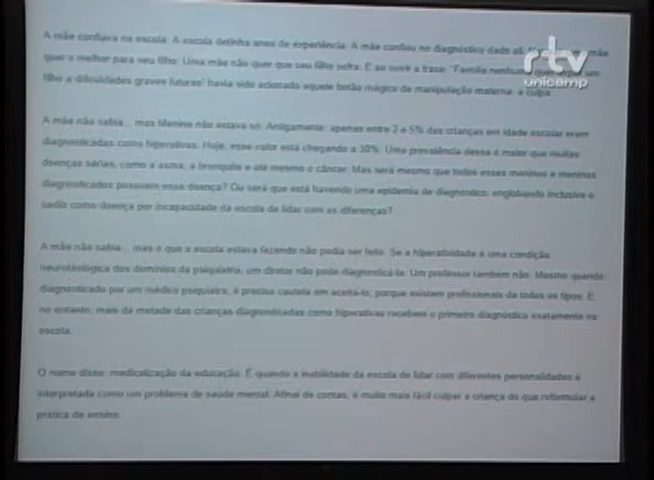 A mãe confiava na escola. A escola detinha anos de experiência. A mãe confiou no diagnóstico dado ali. mãe
quer o melhor para seu filho. Uma mãe não quer que seu filho sofra. E ao ouvir a frase: "Família nenhuma quer um
filho e dificuldades graves futuras" havia sido acionado aquele botão mágico de manipulação materna: a culpa.
A mãe não sabia... mas Menino não estava só. Antigamente, apenas entre 2 e 5% das crianças em idade escolar eram
diagnosticadas como hiperativas. Hoje, esse valor está chegando a 30%. Uma prevalência dessa é maior que muitas
doenças sérias, como a asma, a bronquite e até mesmo o câncer. Mas será mesmo que todos esses meninos e meninas
diagnosticados possuem essa doença? Ou será que está havendo uma epidemia de diagnóstico, englobando inclusive o
sadio como doença por incapacidade da escola de lidar com as diferenças?
A mãe não sabia... mas o que a escola estava fazendo não podia ser feito. Se a hiperatividade é uma condição
dos domínios da psiquiatria, um diretor não pode diagnosticá-la. Um professor também não. Mesmo quando
diagnosticado por um médico psiquiatra, é preciso cautela em aceitá-lo, porque existem profissionais de todos os tipos. E
no entanto, mais da metade das crianças diagnosticadas como hiperativas recebem o primeiro diagnóstico exatamente na
escola.
O nome disso: medicalização da educação. É quando a inabilidade da escola de lidar com diferentes personalidades é
interpretada como um problema de saúde mental. Afinal de contas, é muito mais fácil culpar a criança do que reformular a
prática de ensino.
rtv
unicamp